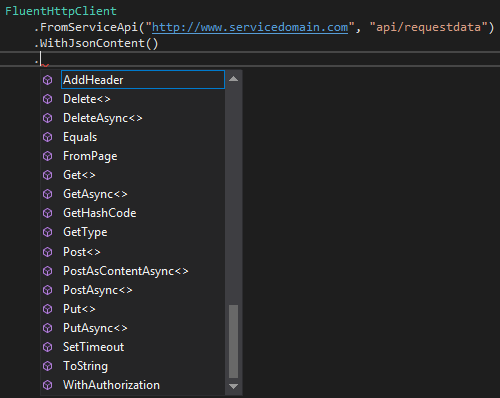 FluentHttpClient
.FromServiceApi("http://www.servicedomain.com", "api/requestdata")
.WithJsonContent()
.
AddHeader
Delete<>
DeleteAsync<>
Equals
FromPage
Get<>
GetAsync<>
GetHashCode
GetType
Post<>
PostAsContentAsync<>
PostAsync<>
Put<>
PutAsync<>
SetTimeout
ToString
WithAuthorization